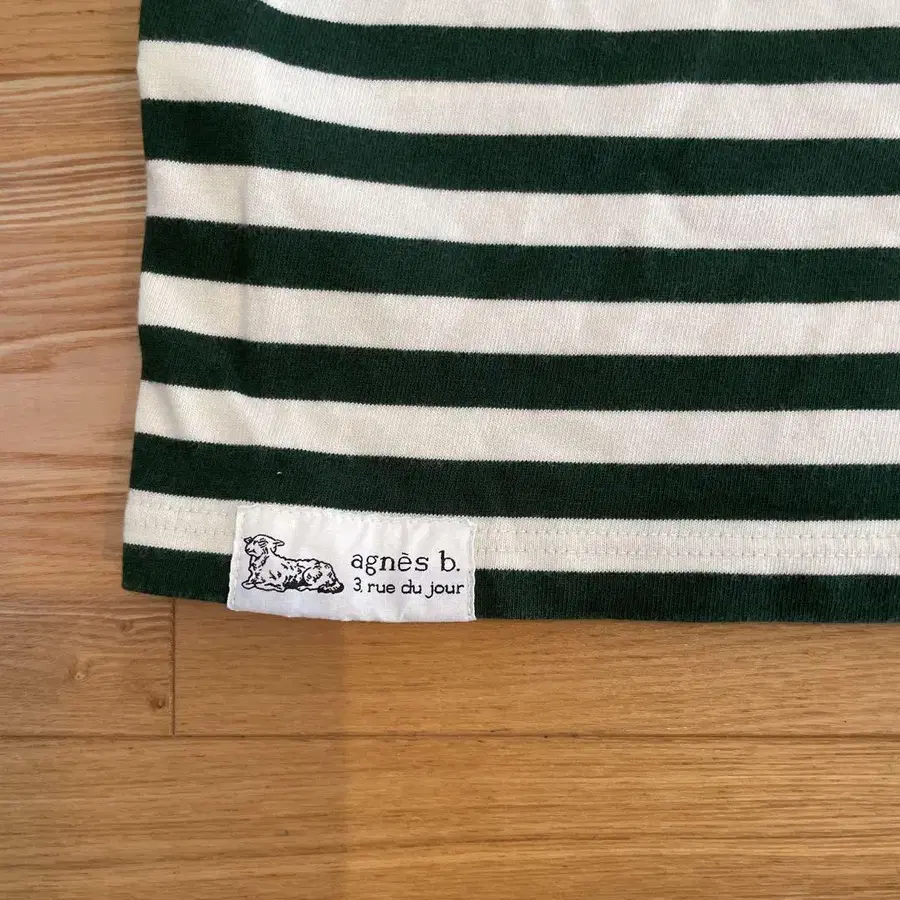 agnès b.
3, rue du jour